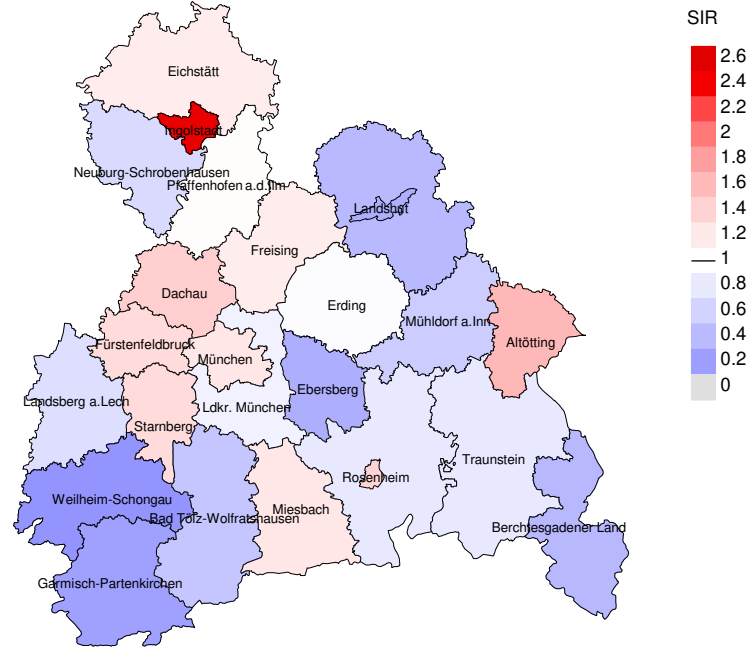 SIR
2.6
2.4
2.2
2
1.8
1.6
1.4
1.2
1
0.8
0.6
0.4
0.2
0
Eichstätt
Ingolstadt
Neuburg-Schrobenhausen
Pfaffenhofen a.d.Ilm
Landshut
Freising
Dachau
Erding
Mühldorf a.Inn
Altötting
Fürstenfeldbruck
München
Ebersberg
Landsberg a.Lech
Ldkr. München
Starnberg
Traunstein
Rosenheim
Weilheim-Schongau
Miesbach
Bad Tölz-Wolfratshausen
Berchtesgadener Land
Garmisch-Partenkirchen